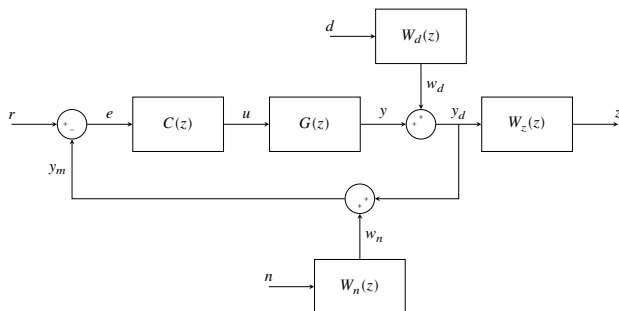 d
W_d(z)
w_d
r
+
−
e
C(z)
u
G(z)
y
+
+
y_d
W_z(z)
z
y_m
+
+
w_n
n
W_n(z)